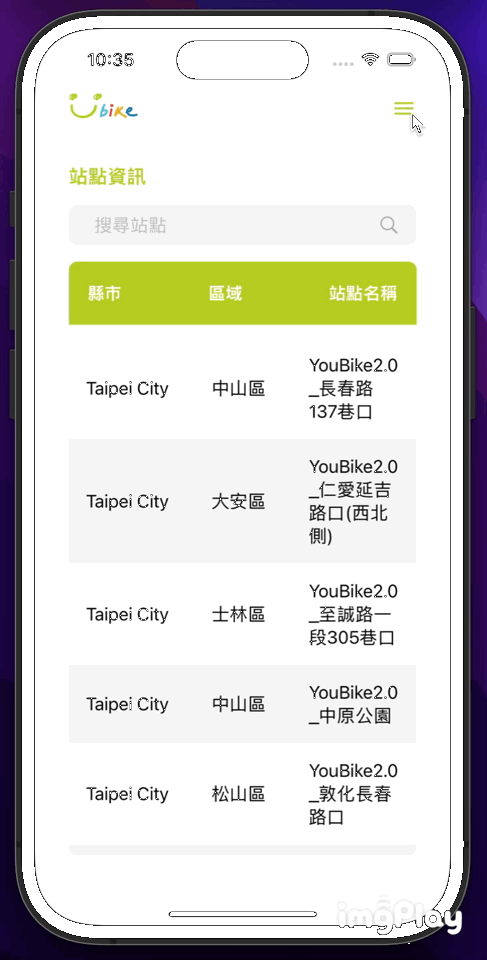 10:35
Ubike
站點資訊
搜尋站點
縣市 區域 站點名稱
Taipei City 中山區 YouBike2.0
_長春路
137巷口
Taipei City 大安區 YouBike2.0
_仁愛延吉
路口(西北
側)
Taipei City 士林區 YouBike2.0
_至誠路一
段305巷口
Taipei City 中山區 YouBike2.0
_中原公園
Taipei City 松山區 YouBike2.0
_敦化長春
路口
imgPlay